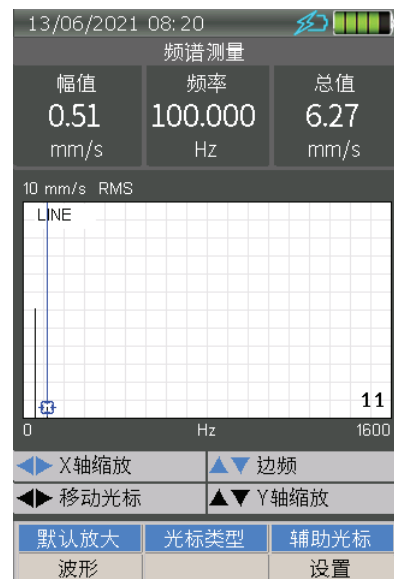 13/06/2021 08:20
频谱测量
幅值 频率 总值
0.51 100.000 6.27
mm/s Hz mm/s
10 mm/s RMS
LINE
11
0 Hz 1600
X轴缩放 边频
移动光标 Y轴缩放
默认放大 光标类型 辅助光标
波形 设置